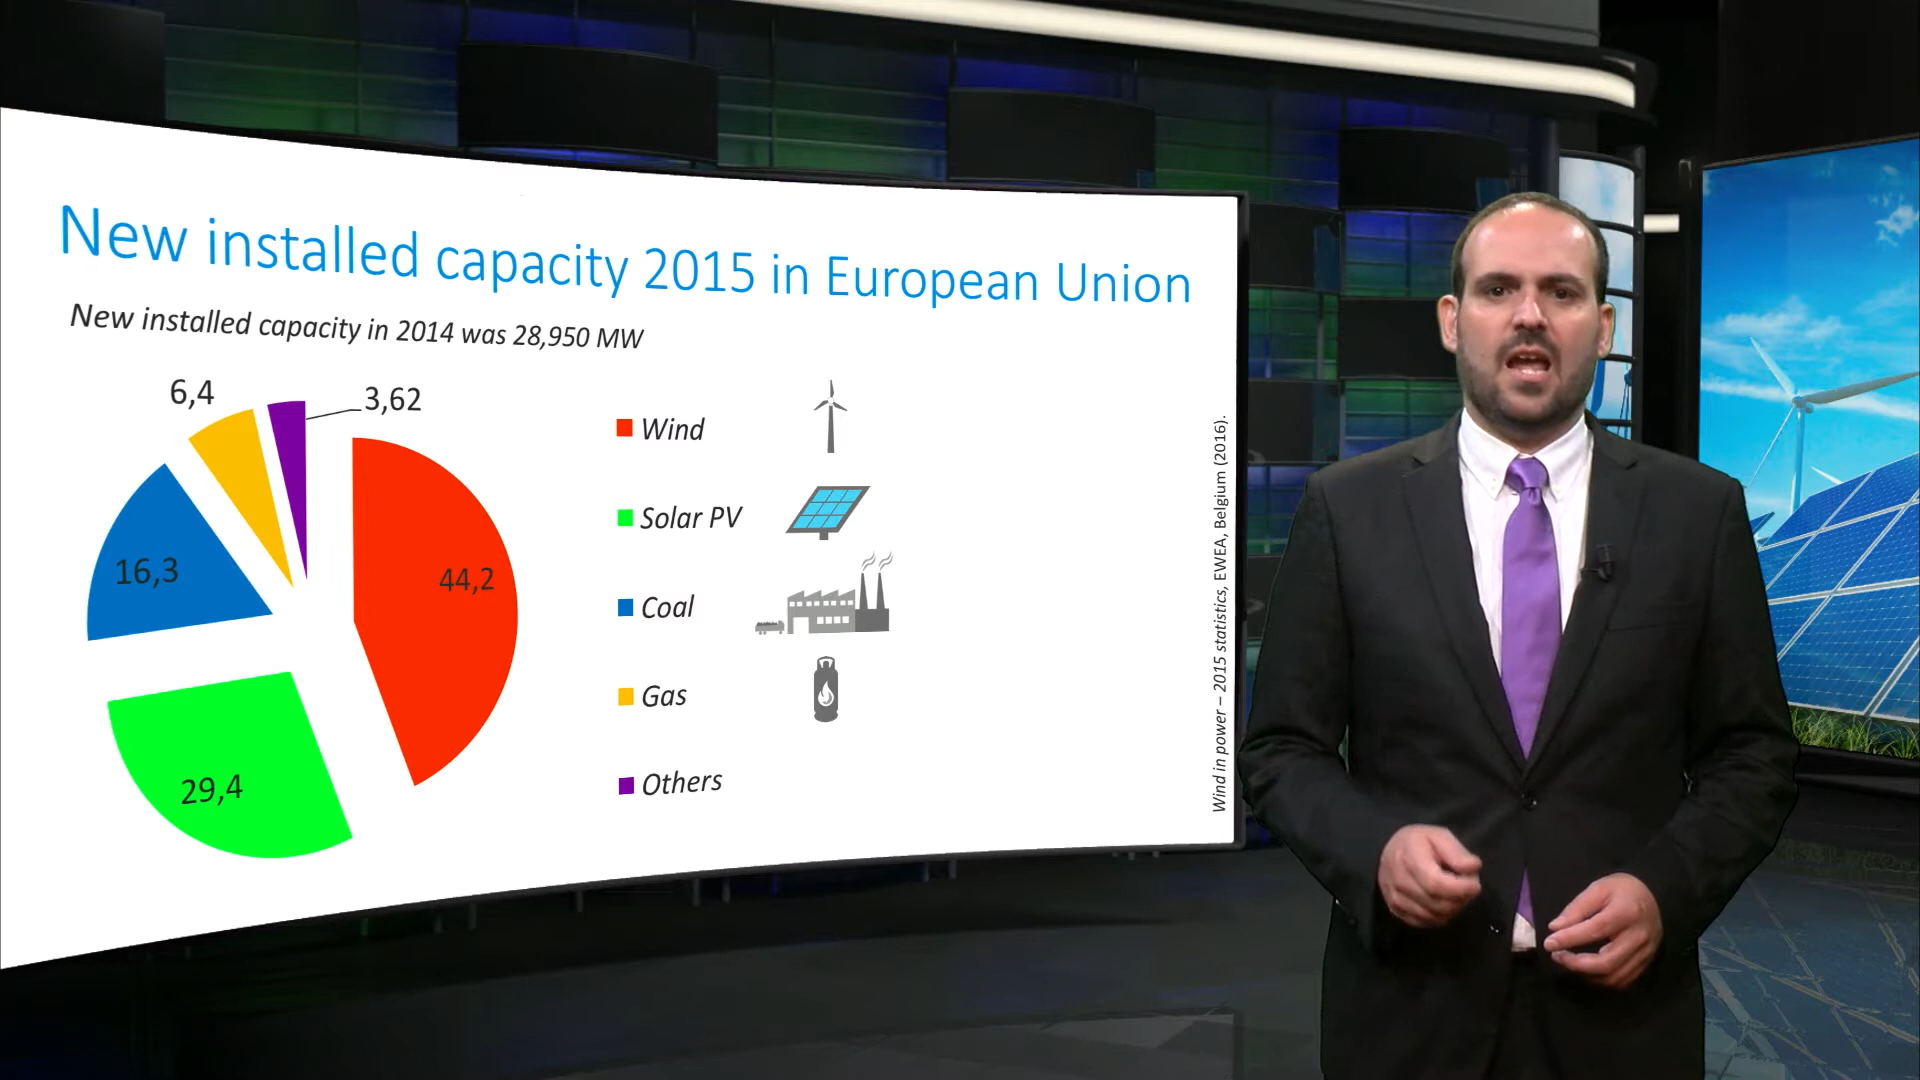 New installed capacity 2015 in European Union
New installed capacity in 2014 was 28,950 MW
6,4
3,62
16,3
44,2
29,4
Wind
Solar PV
Coal
Gas
Others
Wind in power – 2015 statistics, EWEA, Belgium (2016).